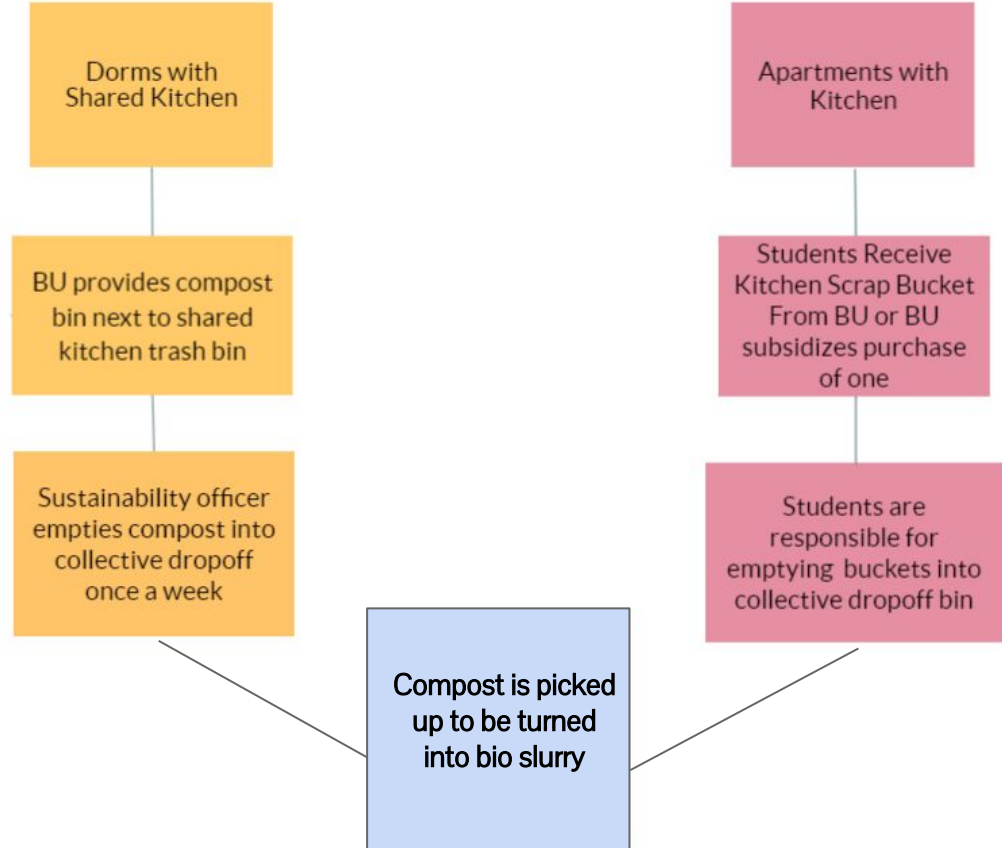 Dorms with
Shared Kitchen
BU provides compost
bin next to shared
kitchen trash bin
Sustainability officer
empties compost into
collective dropoff
once a week
Apartments with
Kitchen
Students Receive
Kitchen Scrap Bucket
From BU or BU
subsidizes purchase
of one
Students are
responsible for
emptying buckets into
collective dropoff bin
Compost is picked
up to be turned
into bio slurry